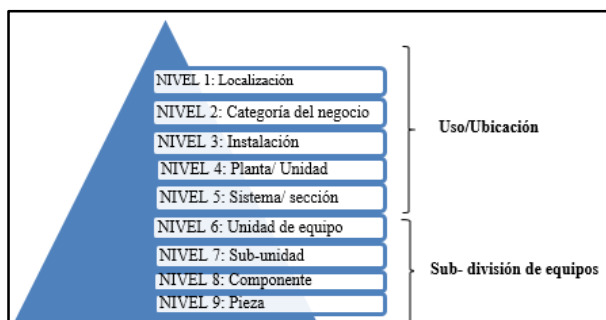 NIVEL 1: Localización
NIVEL 2: Categoría del negocio
NIVEL 3: Instalación
NIVEL 4: Planta/ Unidad
NIVEL 5: Sistema/ sección
Uso/Ubicación
NIVEL 6: Unidad de equipo
NIVEL 7: Sub-unidad
NIVEL 8: Componente
NIVEL 9: Pieza
Sub- división de equipos